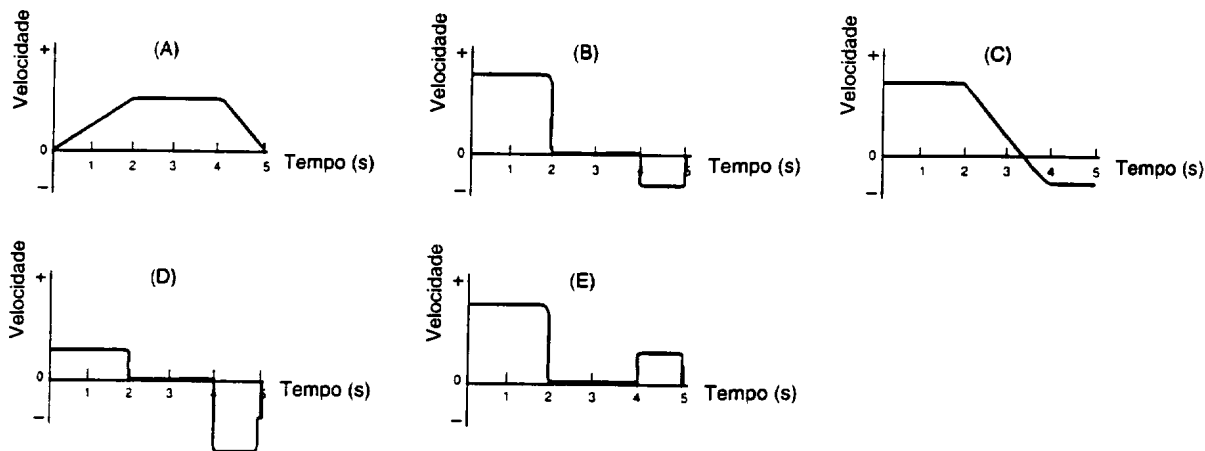 (A)
Velocidade
+
0
−
1 2 3 4 5
Tempo (s)
(B)
Velocidade
+
0
−
1 2 3 4 5
Tempo (s)
(C)
Velocidade
+
0
−
1 2 3 4 5
Tempo (s)
(D)
Velocidade
+
0
−
1 2 3 4 5
Tempo (s)
(E)
Velocidade
+
0
−
1 2 3 4 5
Tempo (s)